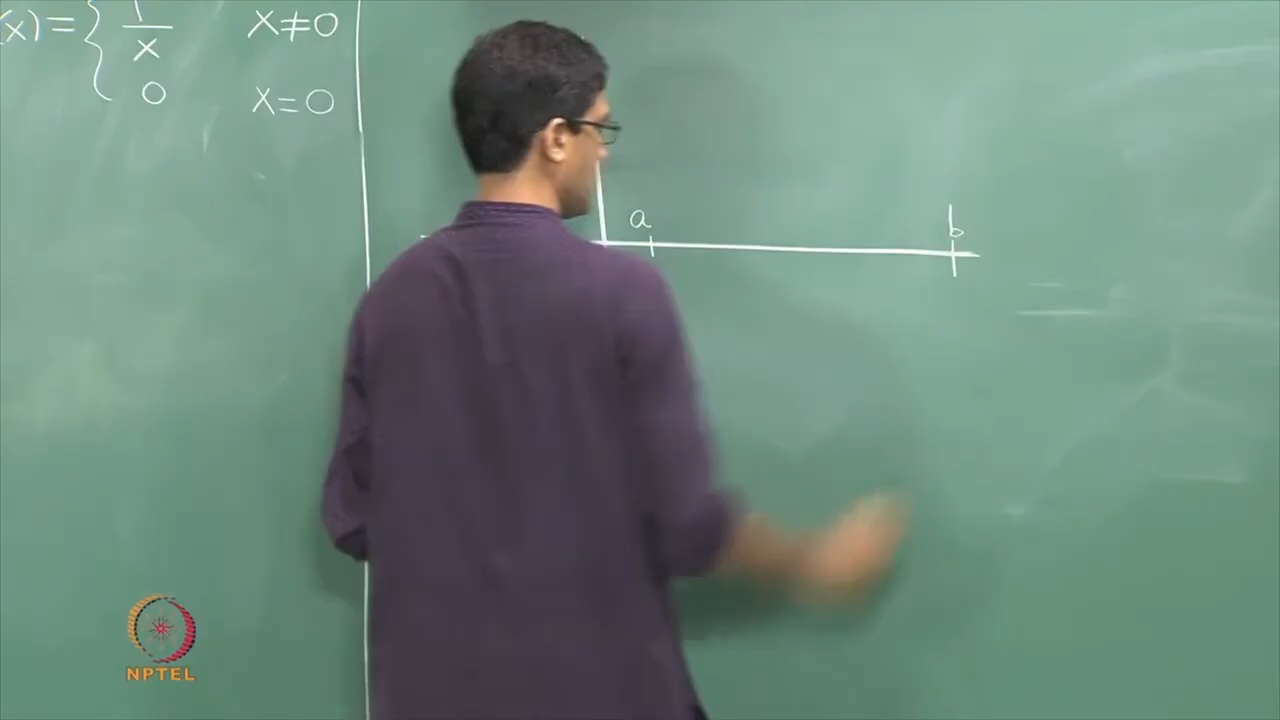 (x) = { 1/x x≠0
0 x=0
a b
NPTEL